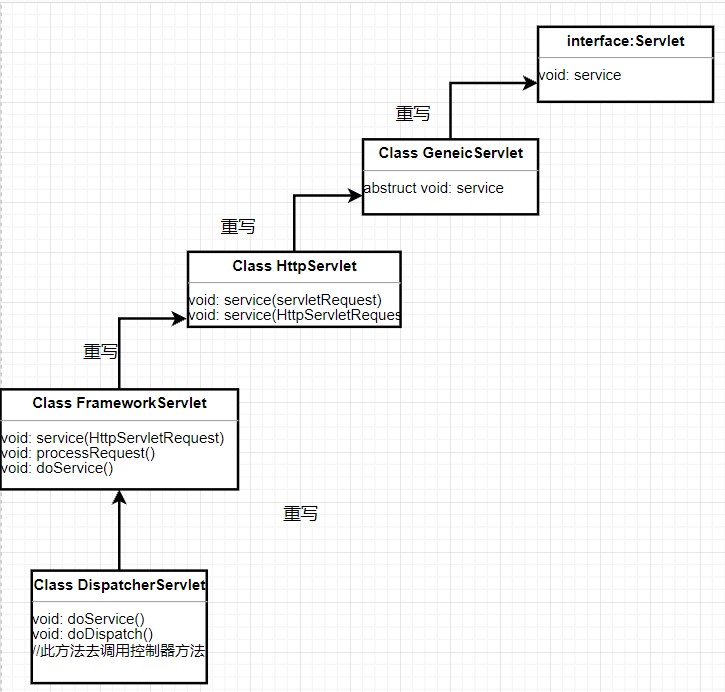 interface:Servlet
void: service
重写
Class GeneicServlet
abstruct void: service
重写
Class HttpServlet
void: service(servletRequest)
void: service(HttpServletReques
重写
Class FrameworkServlet
void: service(HttpServletRequest)
void: processRequest()
void: doService()
重写
Class DispatcherServlet
void: doService()
void: doDispatch()
//此方法去调用控制器方法